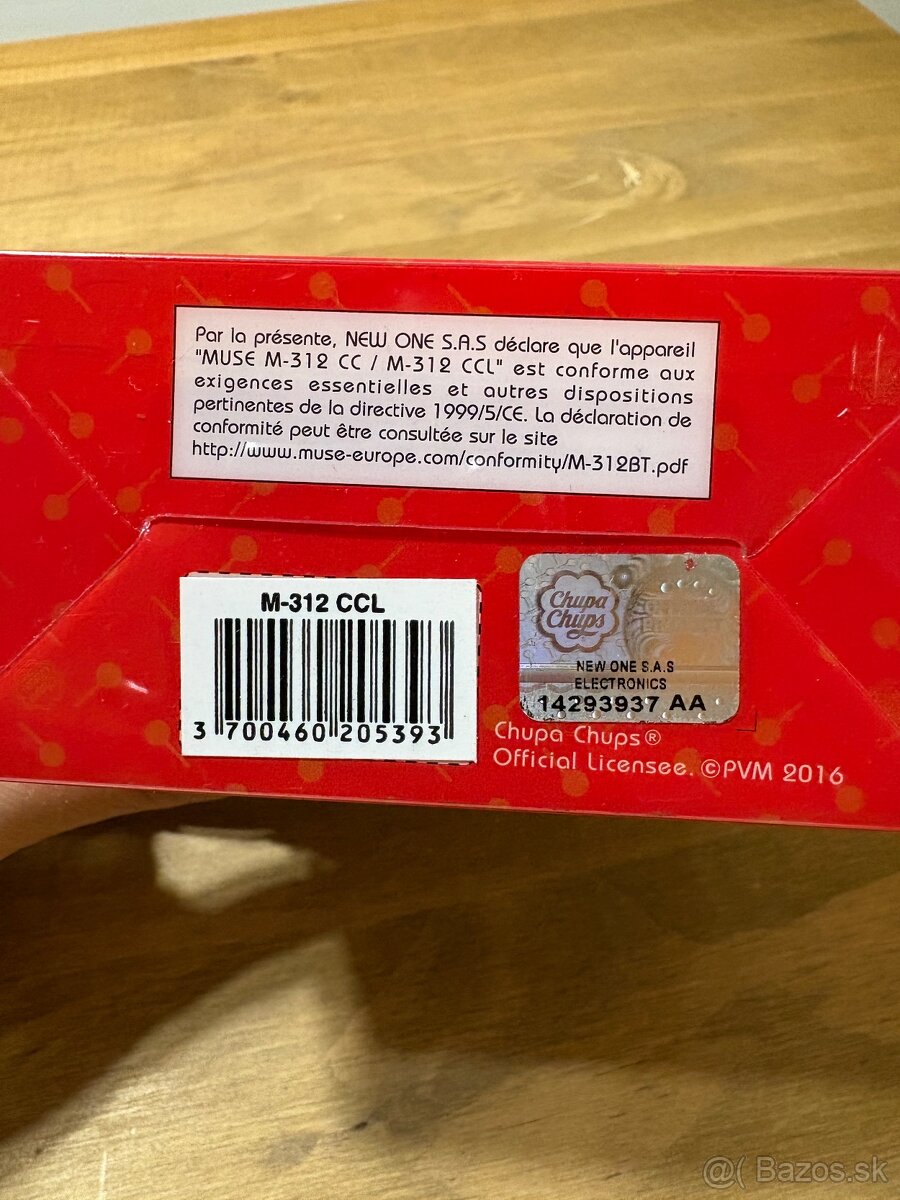 Par la présente, NEW ONE S.A.S déclare que l'appareil
"MUSE M-312 CC / M-312 CCL" est conforme aux
exigences essentielles et autres dispositions
pertinentes de la directive 1999/5/CE. La déclaration de
conformité peut être consultée sur le site
http://www.muse-europe.com/conformity/M-312BT.pdf
M-312 CCL
3 700460 205393
Chupa
Chups
NEW ONE S.A.S
ELECTRONICS
14293937 AA
Chupa Chups®
Official Licensee. ©PVM 2016
@( Bazos.sk